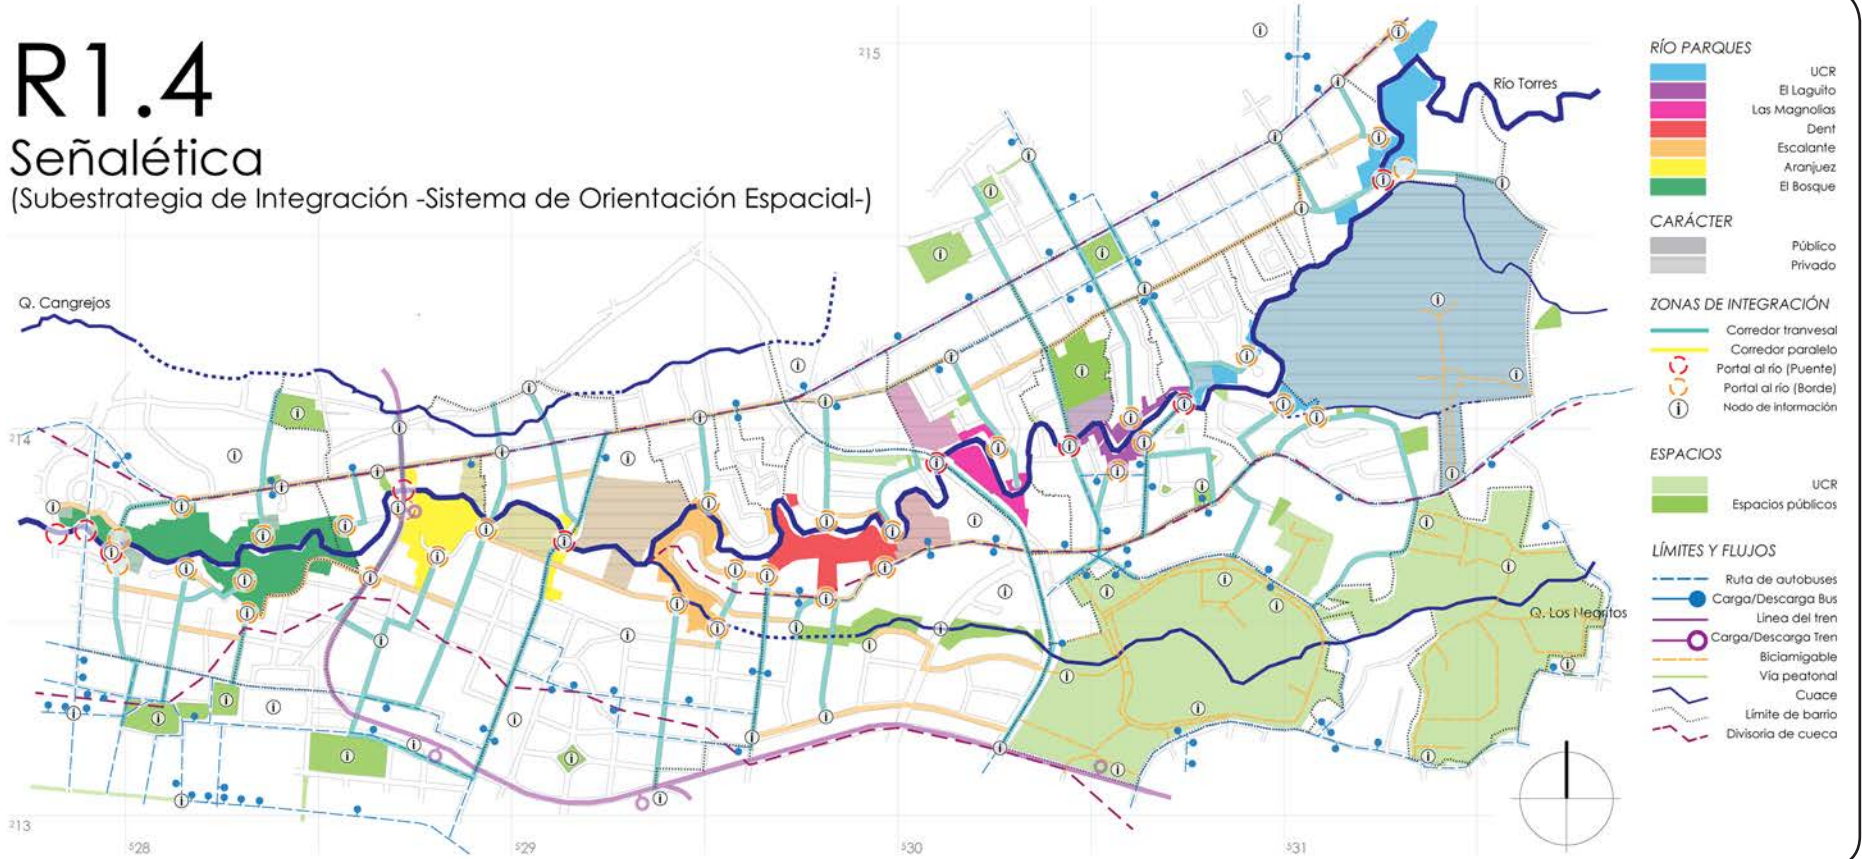 R1.4
Señalética
(Subestrategia de Integración -Sistema de Orientación Espacial-)
215
214
213
528
529
530
531
Q. Cangrejos
Río Torres
Q. Los Negritos
RÍO PARQUES
UCR
El Laguito
Las Magnolias
Dent
Escalante
Aranjuez
El Bosque
CARÁCTER
Público
Privado
ZONAS DE INTEGRACIÓN
Corredor tranvesal
Corredor paralelo
Portal al río (Puente)
Portal al río (Borde)
Nodo de información
ESPACIOS
UCR
Espacios públicos
LÍMITES Y FLUJOS
Ruta de autobuses
Carga/Descarga Bus
Linea del tren
Carga/Descarga Tren
Biciamigable
Vía peatonal
Cuace
Límite de barrio
Divisoria de cueca